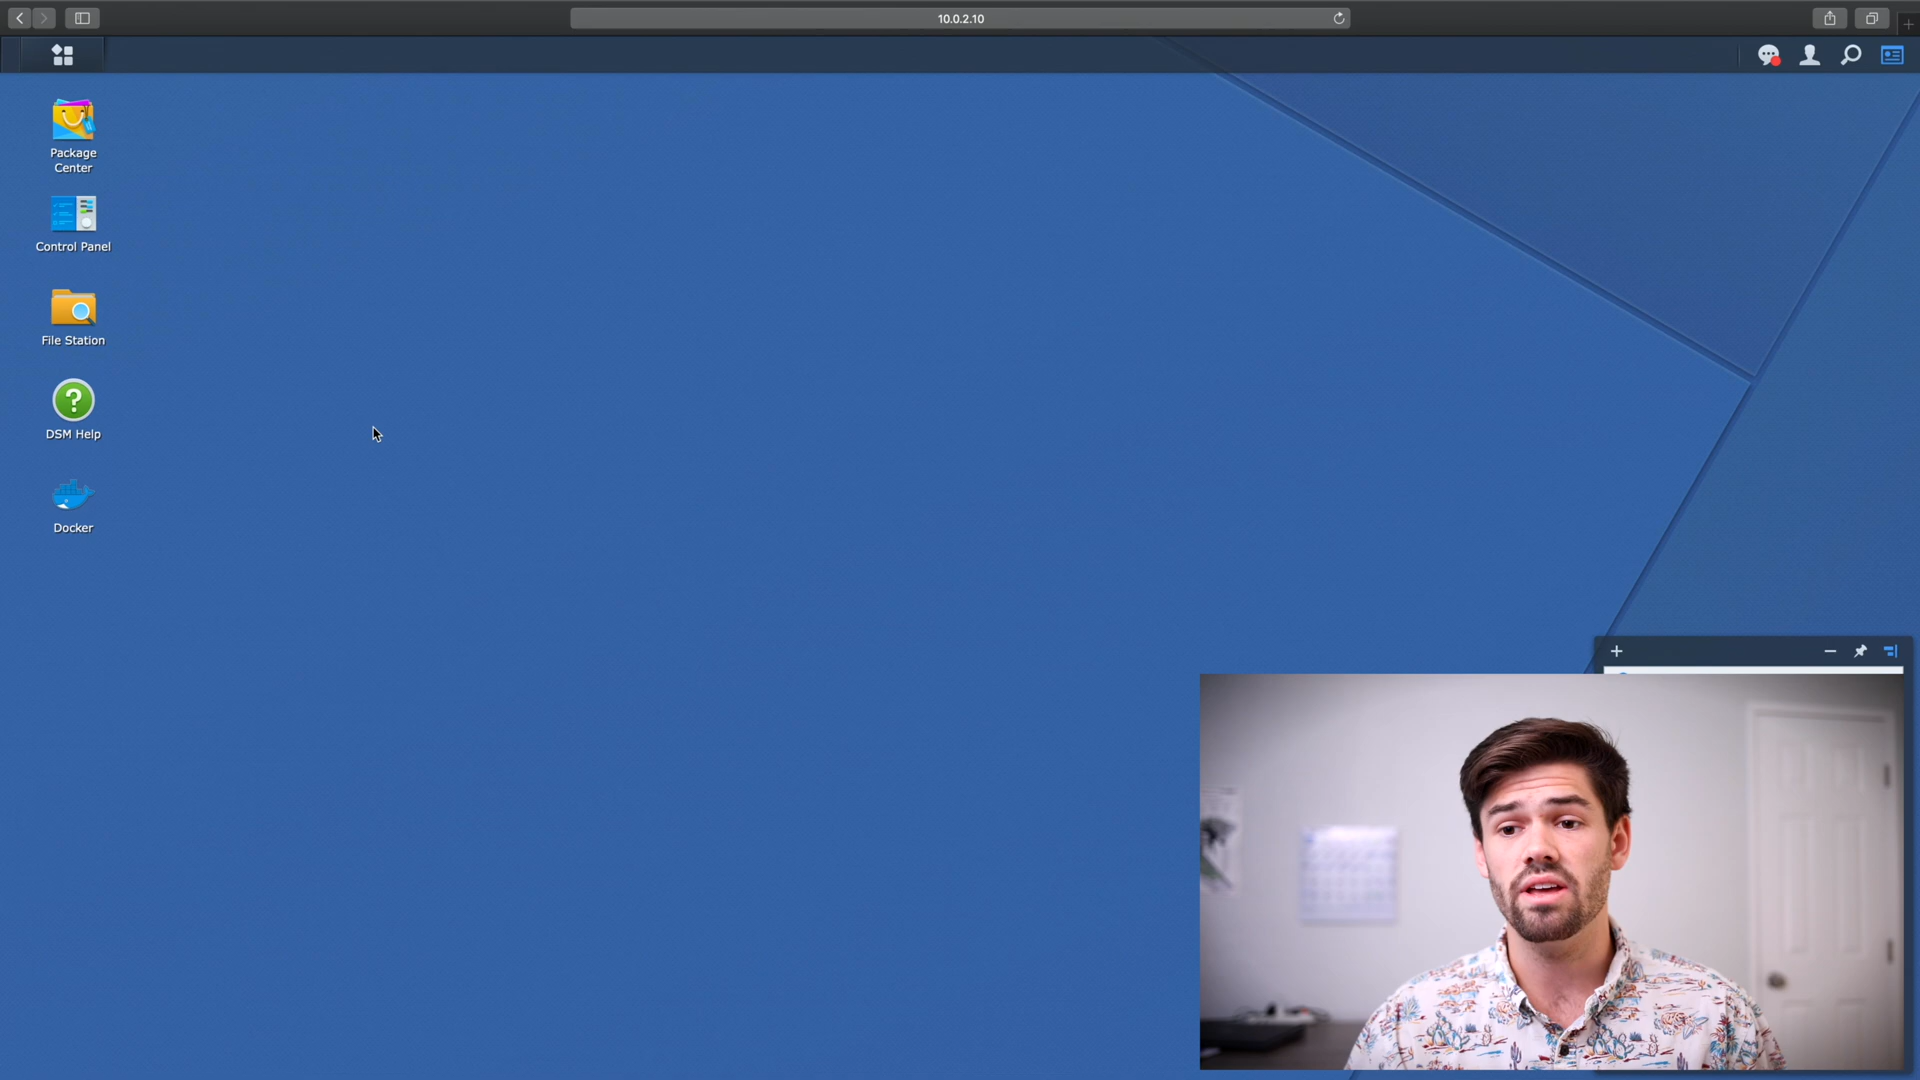 10.0.2.10
Package
Center
Control Panel
File Station
DSM Help
Docker